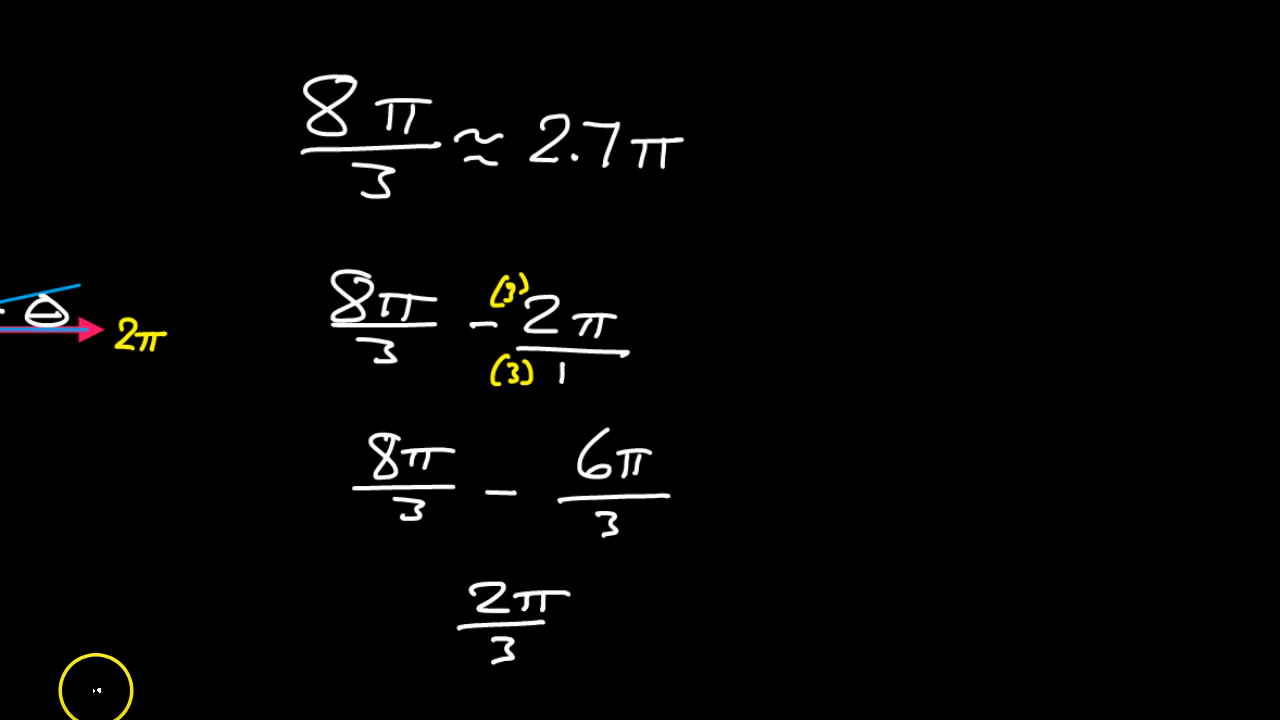 8π/3 ≈ 2.7π
8π/3 - (3)2π/(3)1
θ 2π
8π/3 - 6π/3
2π/3